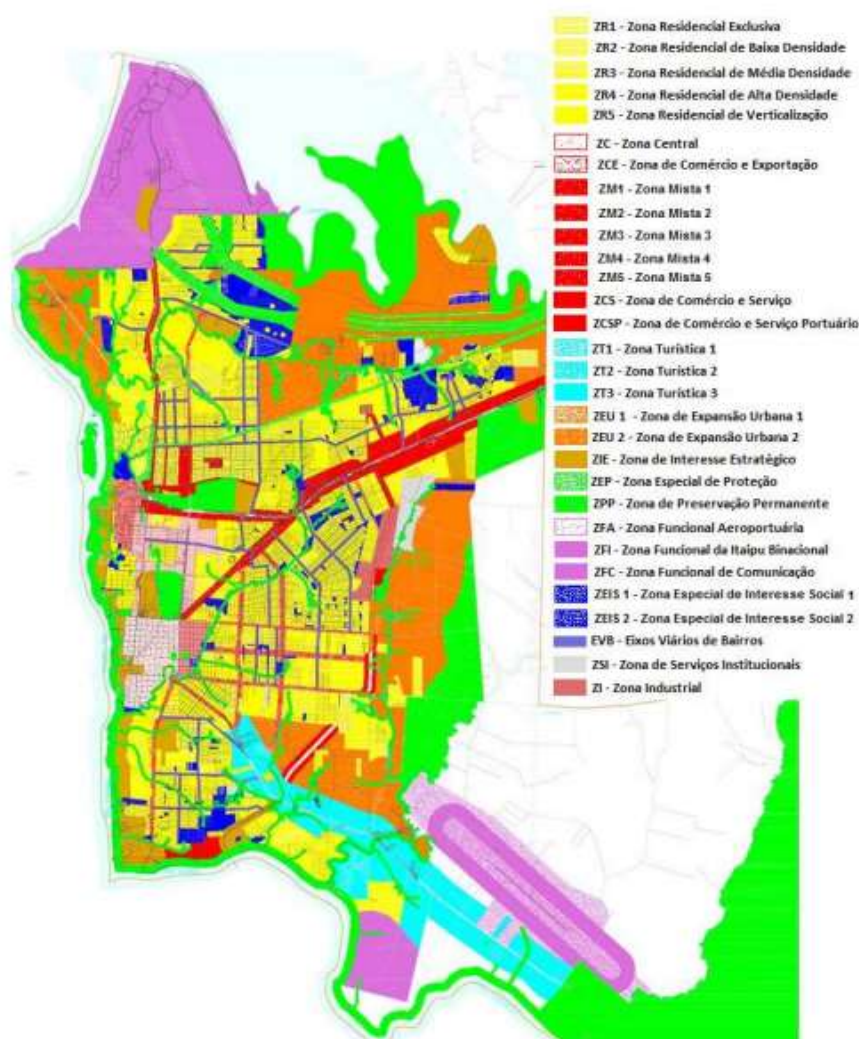 ZR1 - Zona Residencial Exclusiva
ZR2 - Zona Residencial de Baixa Densidade
ZR3 - Zona Residencial de Média Densidade
ZR4 - Zona Residencial de Alta Densidade
ZR5 - Zona Residencial de Verticalização
ZC - Zona Central
ZCE - Zona de Comércio e Exportação
ZM1 - Zona Mista 1
ZM2 - Zona Mista 2
ZM3 - Zona Mista 3
ZM4 - Zona Mista 4
ZM5 - Zona Mista 5
ZCS - Zona de Comércio e Serviço
ZCSP - Zona de Comércio e Serviço Portuário
ZT1 - Zona Turística 1
ZT2 - Zona Turística 2
ZT3 - Zona Turística 3
ZEU 1 - Zona de Expansão Urbana 1
ZEU 2 - Zona de Expansão Urbana 2
ZIE - Zona de Interesse Estratégico
ZEP - Zona Especial de Proteção
ZPP - Zona de Preservação Permanente
ZFA - Zona Funcional Aeroportuária
ZFI - Zona Funcional da Itaipu Binacional
ZFC - Zona Funcional de Comunicação
ZEIS 1 - Zona Especial de Interesse Social 1
ZEIS 2 - Zona Especial de Interesse Social 2
EVB - Eixos Viários de Bairros
ZSI - Zona de Serviços Institucionais
ZI - Zona Industrial